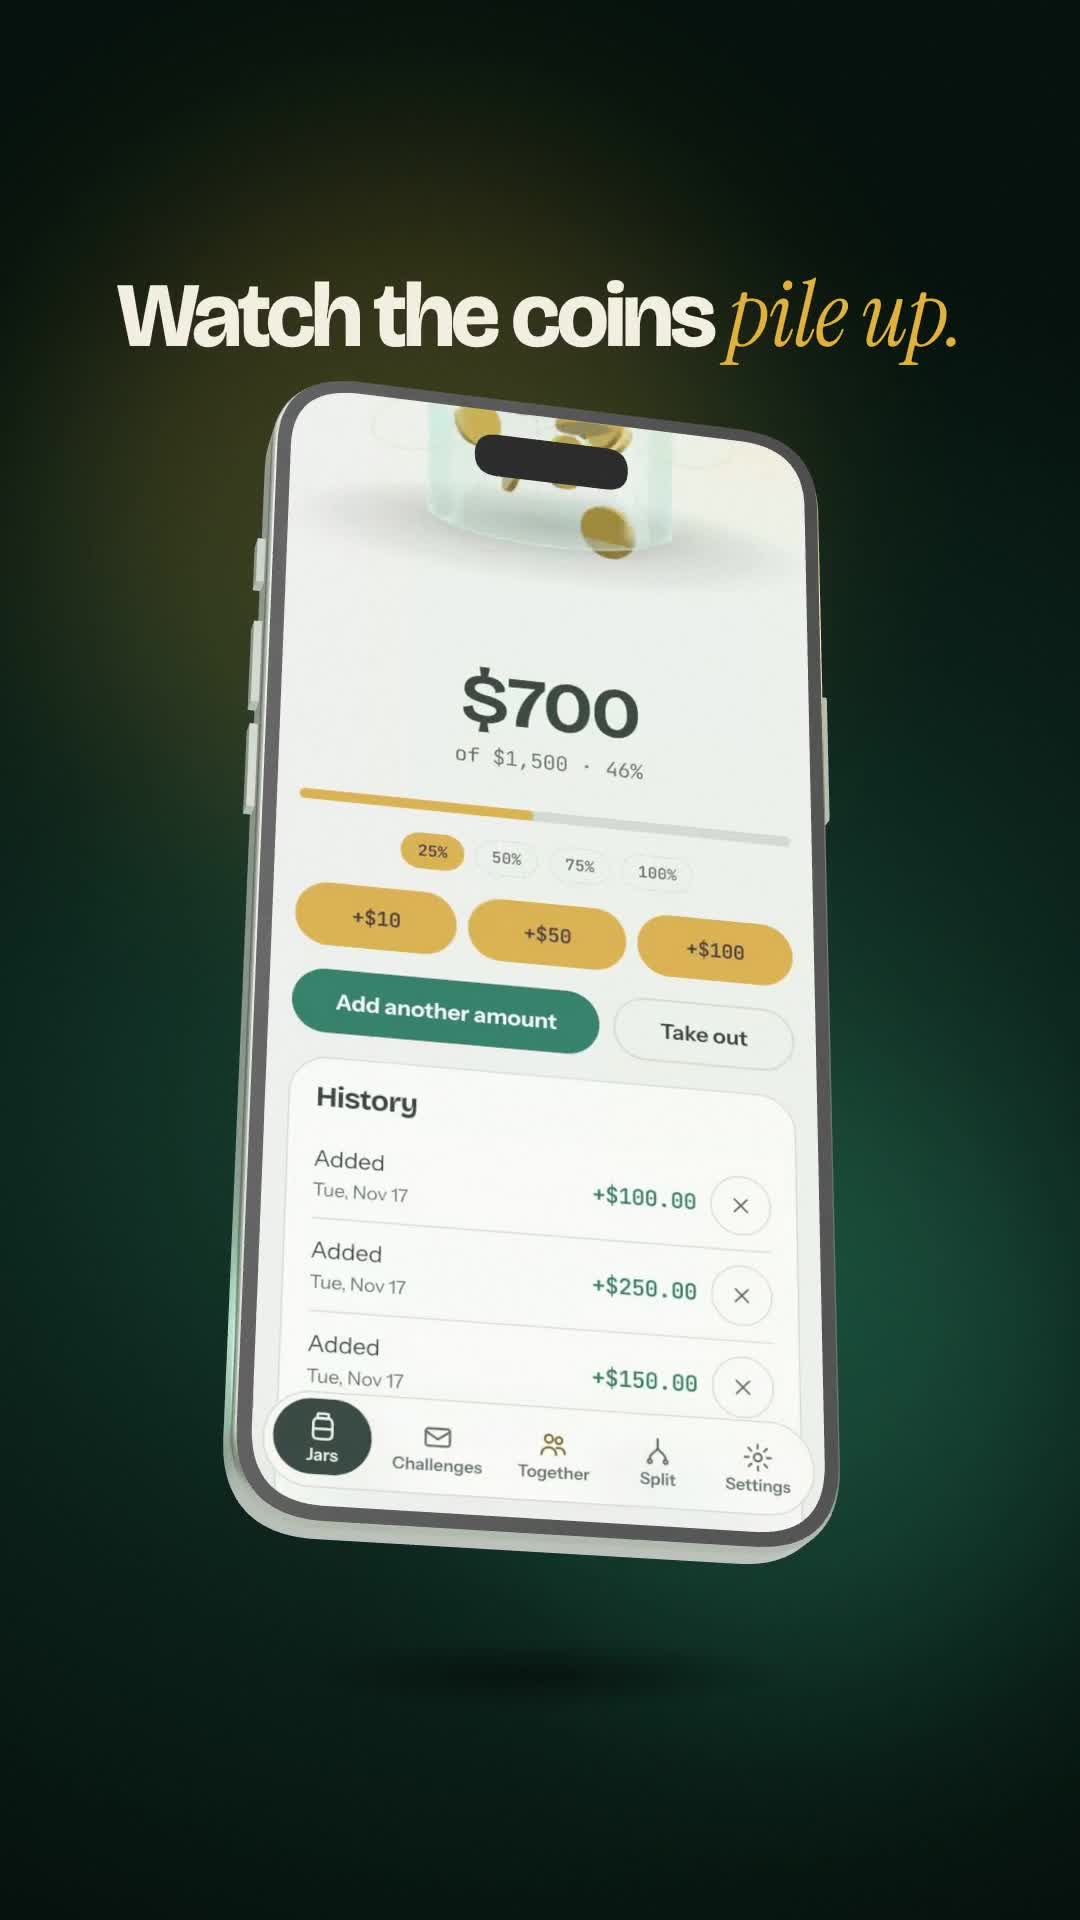 Watch the coins pile up.
$700
of $1,500 · 46%
25% 50% 75% 100%
+$10 +$50 +$100
Add another amount Take out
History
Added
Tue, Nov 17 +$100.00
Added
Tue, Nov 17 +$250.00
Added
Tue, Nov 17 +$150.00
Jars Challenges Together Split Settings